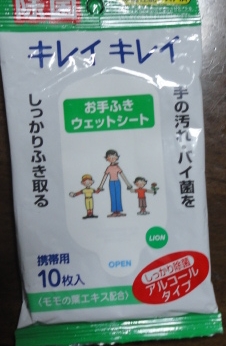 除菌
キレイキレイ
お手ふき
ウェットシート
手の汚れ・バイ菌を
しっかりふき取る
LION
OPEN
携帯用
10枚入
〈モモの葉エキス配合〉
しっかり除菌
アルコール
タイプ